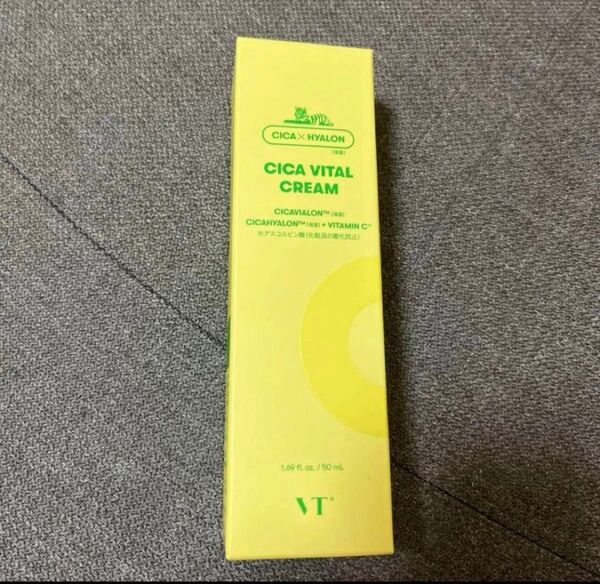 CICA × HYALON
(保湿)
CICA VITAL
CREAM
CICAVIALON™ (保湿)
CICAHYALON™ (保湿) + VITAMIN C※
※アスコルビン酸(化粧品の酸化防止)
1.69 fl. oz. / 50 ml.
VT®